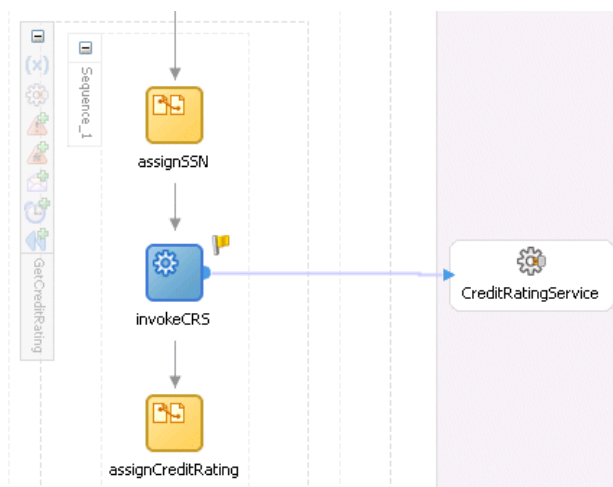 (x)
Sequence_1
assignSSN
GetCreditRating
invokeCRS
CreditRatingService
assignCreditRating